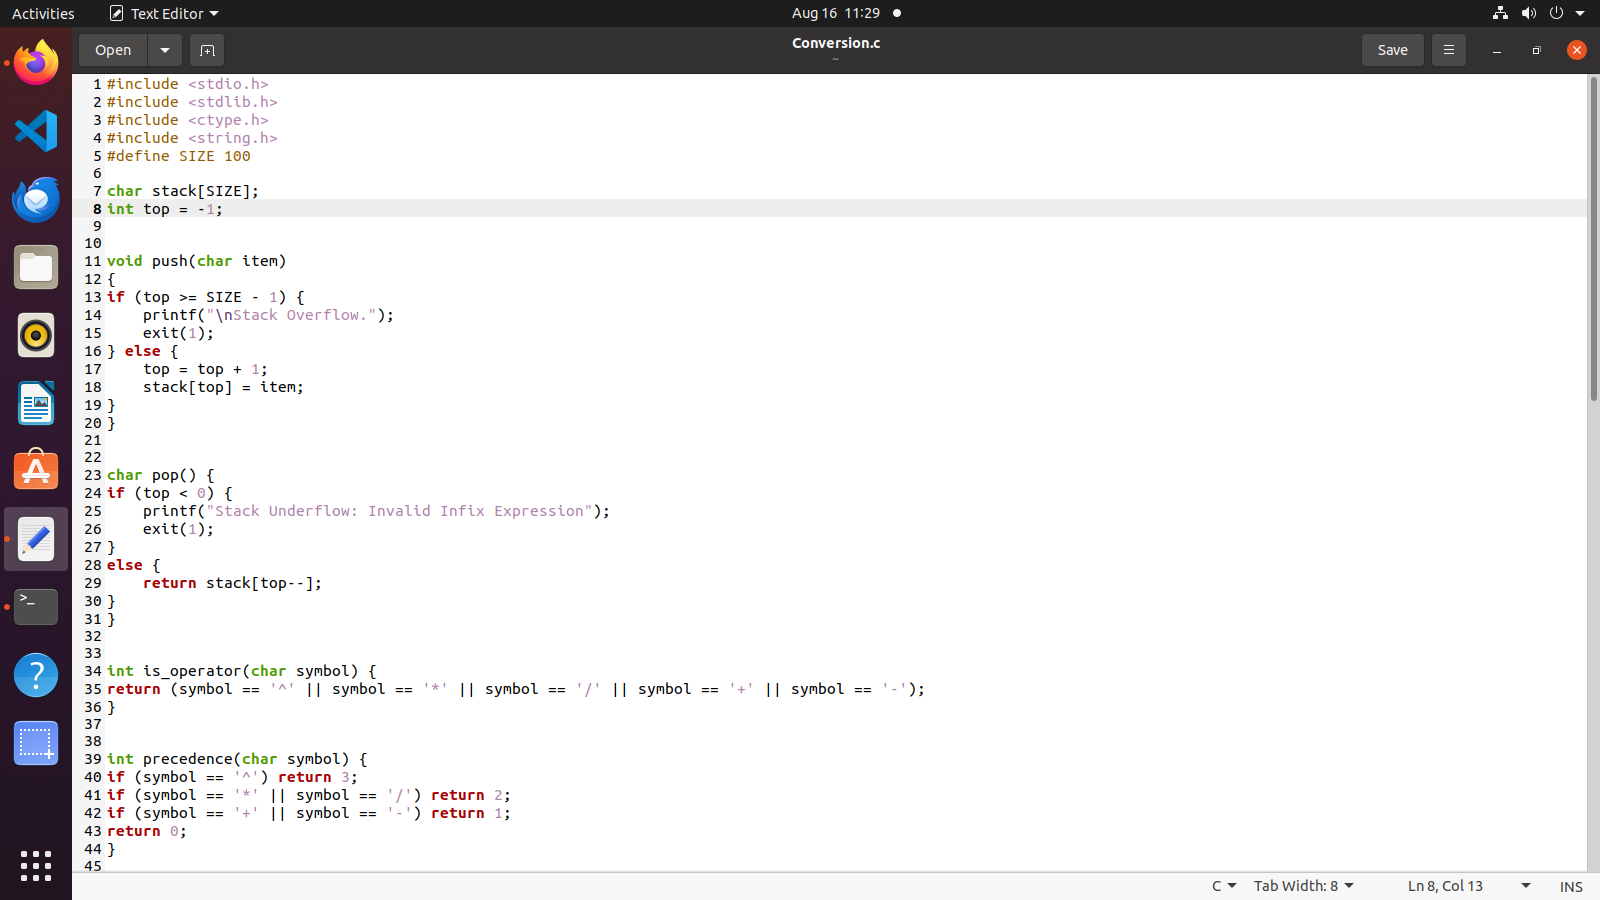 Activities
Text Editor
Aug 16 11:29
Open
Conversion.c
~
Save
1 #include <stdio.h>
2 #include <stdlib.h>
3 #include <ctype.h>
4 #include <string.h>
5 #define SIZE 100
6
7 char stack[SIZE];
8 int top = -1;
9
10
11 void push(char item)
12 {
13 if (top >= SIZE - 1) {
14     printf("\nStack Overflow.");
15     exit(1);
16 } else {
17     top = top + 1;
18     stack[top] = item;
19 }
20 }
21
22
23 char pop() {
24 if (top < 0) {
25     printf("Stack Underflow: Invalid Infix Expression");
26     exit(1);
27 }
28 else {
29     return stack[top--];
30 }
31 }
32
33
34 int is_operator(char symbol) {
35 return (symbol == '^' || symbol == '*' || symbol == '/' || symbol == '+' || symbol == '-');
36 }
37
38
39 int precedence(char symbol) {
40 if (symbol == '^') return 3;
41 if (symbol == '*' || symbol == '/') return 2;
42 if (symbol == '+' || symbol == '-') return 1;
43 return 0;
44 }
45
C
Tab Width: 8
Ln 8, Col 13
INS